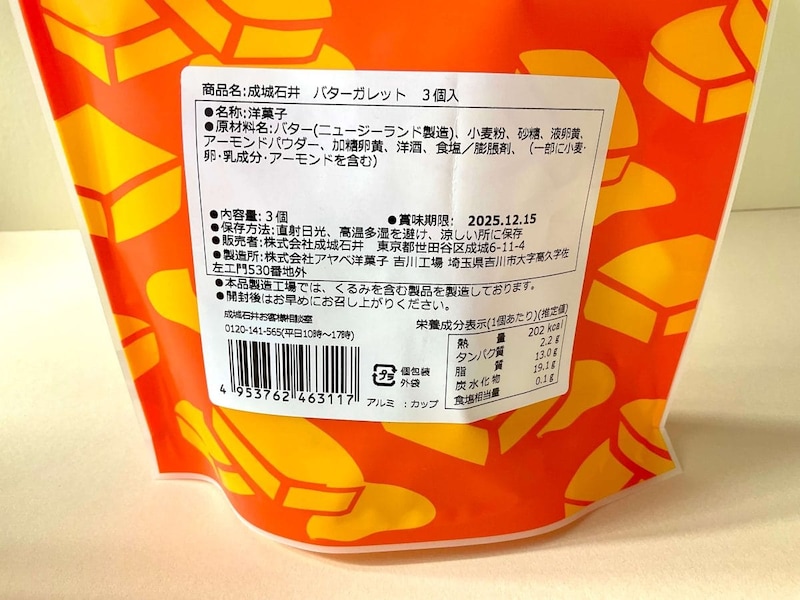 商品名:成城石井 バターガレット 3個入
●名称:洋菓子
●原材料名:バター(ニュージーランド製造)、小麦粉、砂糖、液卵黄、
アーモンドパウダー、加糖卵黄、洋酒、食塩／膨脹剤、(一部に小麦・
卵・乳成分・アーモンドを含む)
●内容量:3個 ●賞味期限: 2025.12.15
●保存方法:直射日光、高温多湿を避け、涼しい所に保存
●販売者:株式会社成城石井 東京都世田谷区成城6-11-4
●製造所:株式会社アヤベ洋菓子 吉川工場 埼玉県吉川市大字高久字佐
左エ門530番地外
●本品製造工場では、くるみを含む製品を製造しております。
●開封後はお早めにお召し上がりください。
成城石井お客様相談室
0120-141-565(平日10時～17時)
栄養成分表示(1個あたり)(推定値)
熱量 202 kcal
タンパク質 2.2 g
脂質 13.0 g
炭水化物 19.1 g
食塩相当量 0.1 g
プラ 個包装
外袋
アルミ :カップ
4 953762 463117